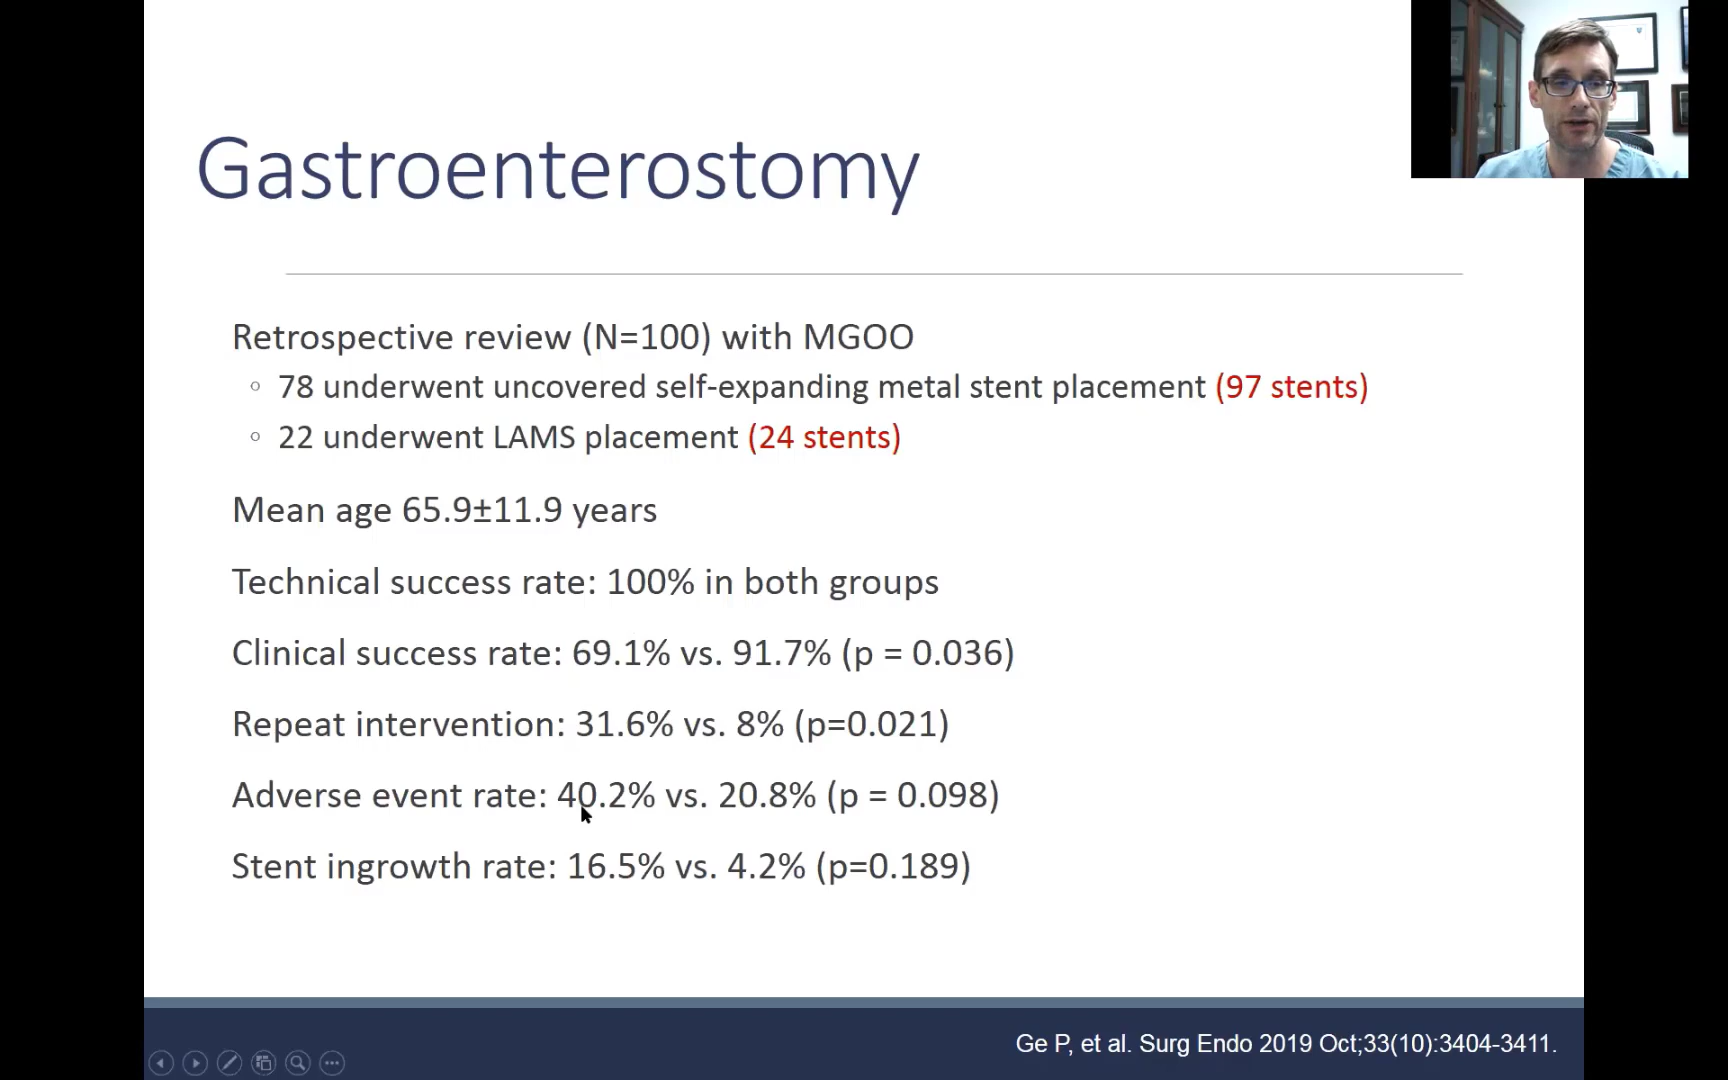 Gastroenterostomy
Retrospective review (N=100) with MGOO
◦ 78 underwent uncovered self-expanding metal stent placement (97 stents)
◦ 22 underwent LAMS placement (24 stents)
Mean age 65.9±11.9 years
Technical success rate: 100% in both groups
Clinical success rate: 69.1% vs. 91.7% (p = 0.036)
Repeat intervention: 31.6% vs. 8% (p=0.021)
Adverse event rate: 40.2% vs. 20.8% (p = 0.098)
Stent ingrowth rate: 16.5% vs. 4.2% (p=0.189)
Ge P, et al. Surg Endo 2019 Oct;33(10):3404-3411.